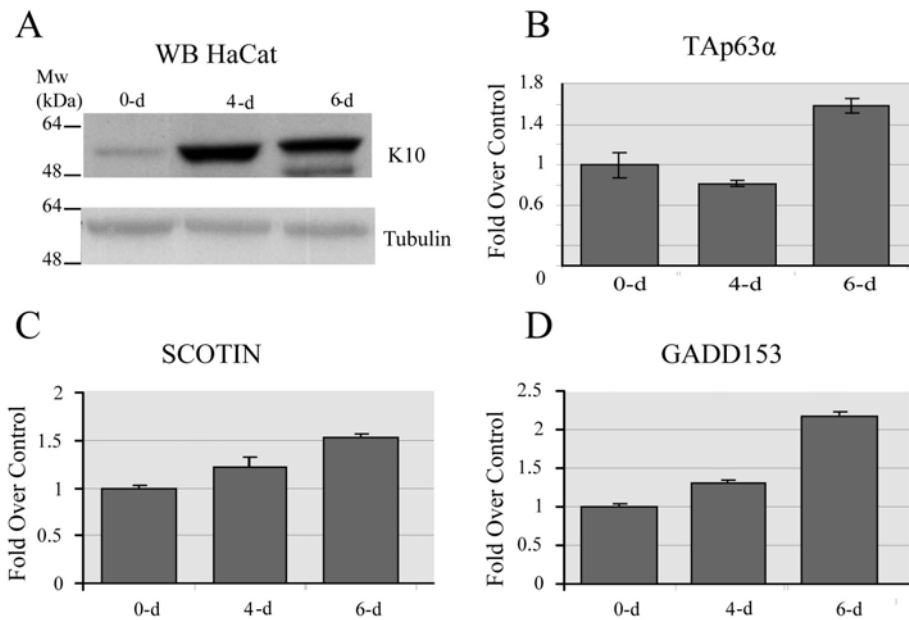 A
WB HaCat
Mw
(kDa)
0-d 4-d 6-d
64
48
K10
64
48
Tubulin
B
TAp63α
Fold Over Control
1.8
1.4
1
0.6
0
0-d 4-d 6-d
C
SCOTIN
Fold Over Control
2
1.5
1
0.5
0
0-d 4-d 6-d
D
GADD153
Fold Over Control
2.5
2
1.5
1
0.5
0
0-d 4-d 6-d